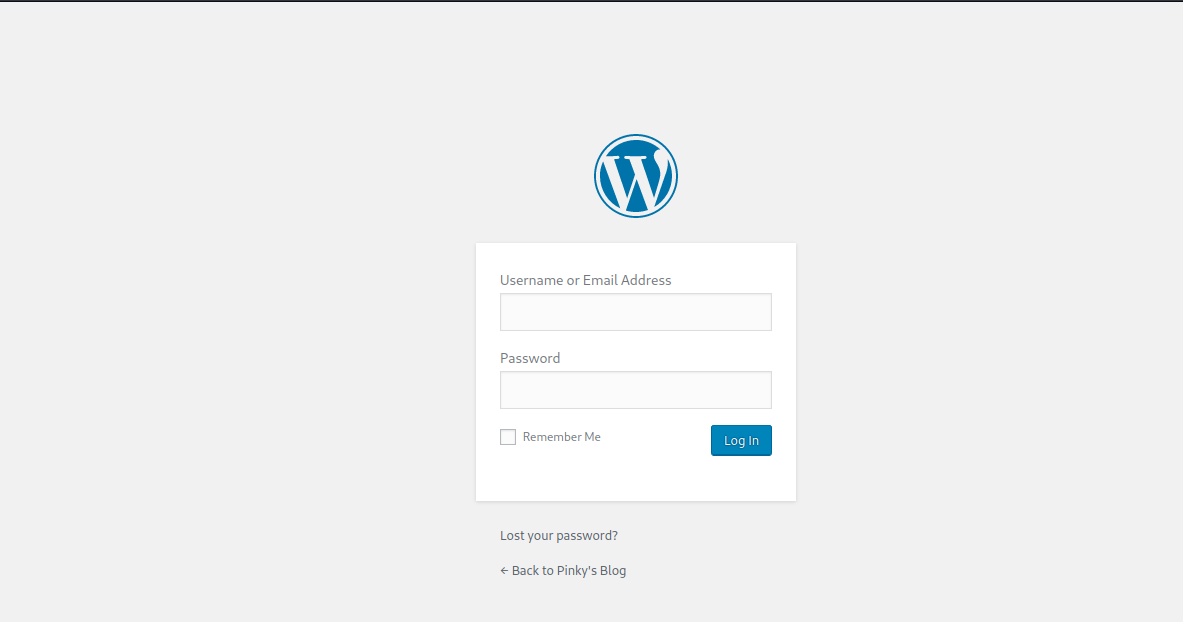 Username or Email Address
Password
Remember Me
Log In
Lost your password?
← Back to Pinky's Blog